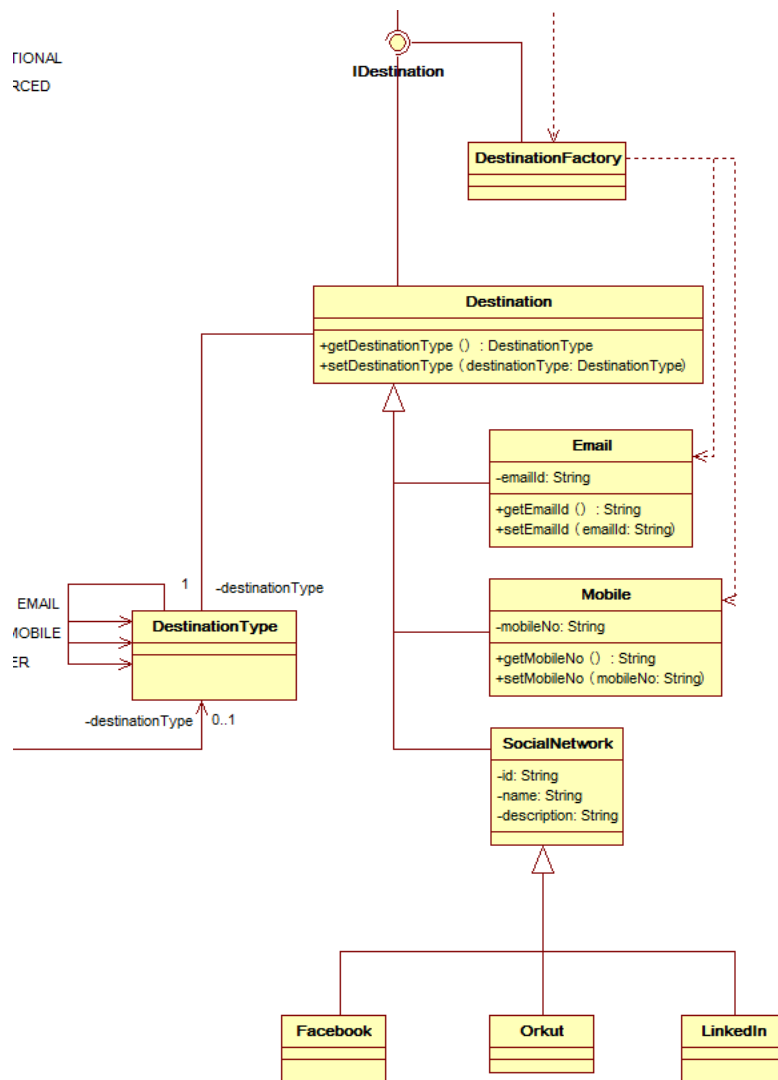 TIONAL
RCED
IDestination
DestinationFactory
Destination
+getDestinationType () : DestinationType
+setDestinationType (destinationType: DestinationType)
Email
-emailId: String
+getEmailId () : String
+setEmailId (emailId: String)
1
-destinationType
EMAIL
MOBILE
ER
DestinationType
-destinationType
0..1
Mobile
-mobileNo: String
+getMobileNo () : String
+setMobileNo (mobileNo: String)
SocialNetwork
-id: String
-name: String
-description: String
Facebook
Orkut
LinkedIn